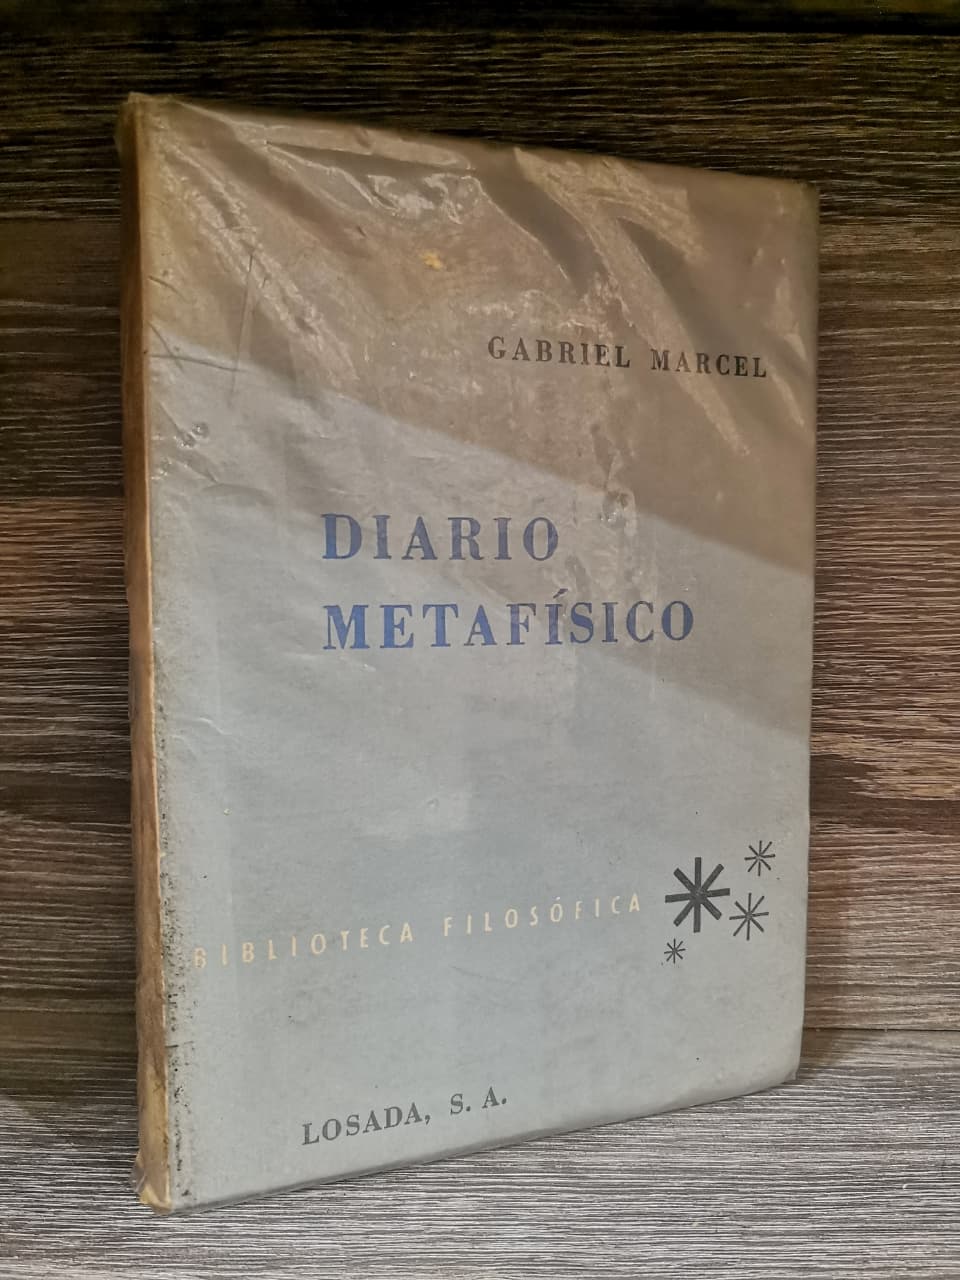 GABRIEL MARCEL
DIARIO
METAFÍSICO
BIBLIOTECA FILOSÓFICA
LOSADA, S. A.